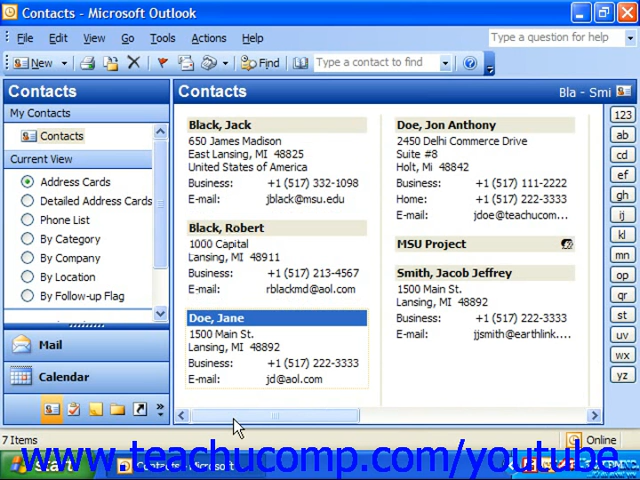 Contacts - Microsoft Outlook
File Edit View Go Tools Actions Help
Type a question for help
New
Find
Type a contact to find
Contacts
Contacts
Bla - Smi
My Contacts
Contacts
Current View
Address Cards
Detailed Address Cards
Phone List
By Category
By Company
By Location
By Follow-up Flag
Mail
Calendar
Black, Jack
650 James Madison
East Lansing, MI 48825
United States of America
Business: +1 (517) 332-1098
E-mail: jblack@msu.edu
Black, Robert
1000 Capital
Lansing, MI 48911
Business: +1 (517) 213-4567
E-mail: rblackmd@aol.com
Doe, Jane
1500 Main St.
Lansing, MI 48892
Business: +1 (517) 222-3333
E-mail: jd@aol.com
Doe, Jon Anthony
2450 Delhi Commerce Drive
Suite #8
Holt, Mi 48842
Business: +1 (517) 111-2222
Home: +1 (517) 222-3333
E-mail: jdoe@teachucom...
MSU Project
Smith, Jacob Jeffrey
1500 Main St.
Lansing, MI 48892
Business: +1 (517) 222-3333
E-mail: jjsmith@earthlink....
123
ab
cd
ef
gh
ij
kl
mn
op
qr
st
uv
wx
yz
7 Items
Online
start
Contacts - Microsoft
www.teachucomp.com/youtube